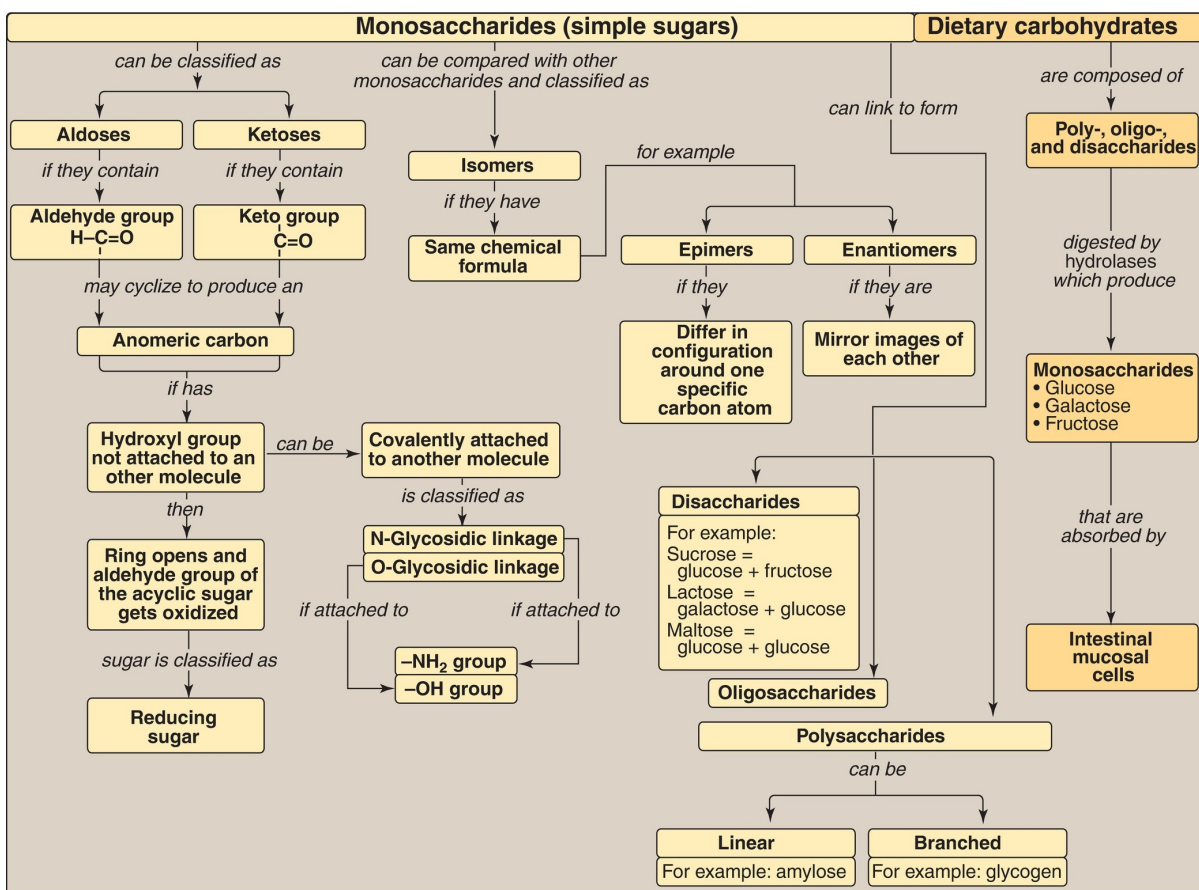 Monosaccharides (simple sugars)
Dietary carbohydrates
can be classified as
Aldoses
Ketoses
if they contain
if they contain
Aldehyde group
H–C=O
Keto group
C=O
may cyclize to produce an
Anomeric carbon
if has
Hydroxyl group
not attached to an
other molecule
can be
Covalently attached
to another molecule
then
Ring opens and
aldehyde group of
the acyclic sugar
gets oxidized
sugar is classified as
Reducing
sugar
is classified as
N-Glycosidic linkage
O-Glycosidic linkage
if attached to
if attached to
–NH₂ group
–OH group
can be compared with other
monosaccharides and classified as
Isomers
if they have
Same chemical
formula
for example
Epimers
Enantiomers
if they
if they are
Differ in
configuration
around one
specific
carbon atom
Mirror images of
each other
can link to form
Disaccharides
For example:
Sucrose =
glucose + fructose
Lactose =
galactose + glucose
Maltose =
glucose + glucose
Oligosaccharides
Polysaccharides
can be
Linear
For example: amylose
Branched
For example: glycogen
are composed of
Poly-, oligo-,
and disaccharides
digested by
hydrolases
which produce
Monosaccharides
• Glucose
• Galactose
• Fructose
that are
absorbed by
Intestinal
mucosal
cells